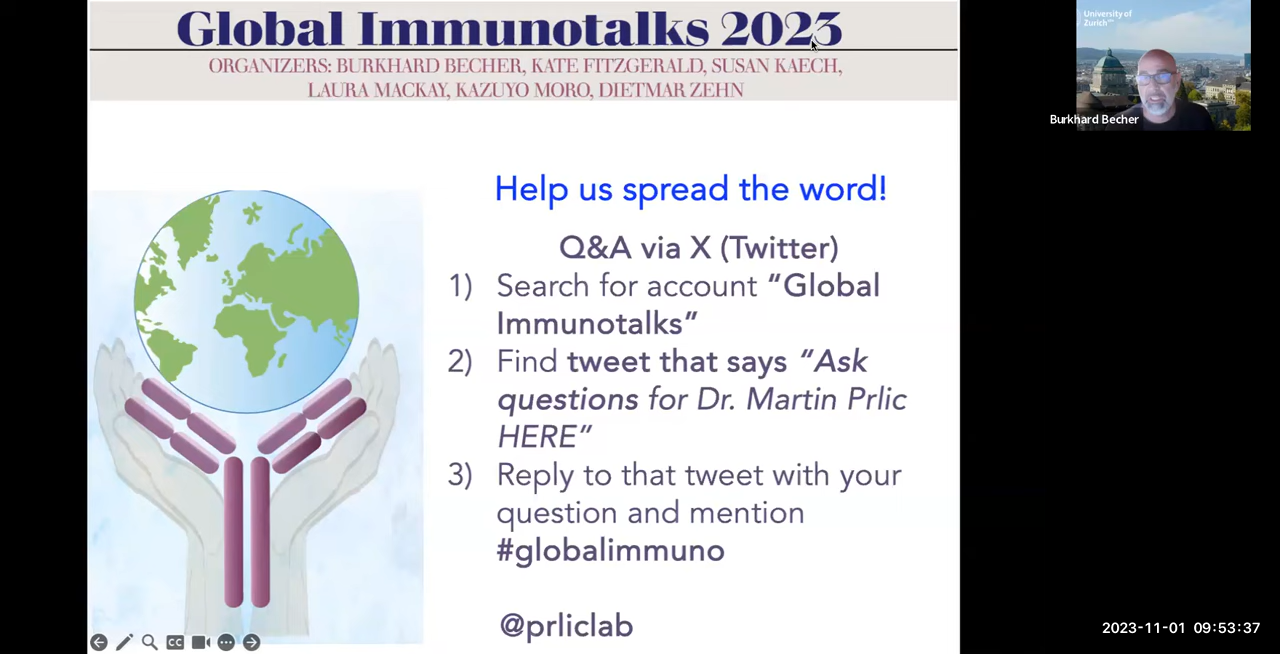 Global Immunotalks 2023
ORGANIZERS: BURKHARD BECHER, KATE FITZGERALD, SUSAN KAECH,
LAURA MACKAY, KAZUYO MORO, DIETMAR ZEHN
University of
Zurich
Burkhard Becher
Help us spread the word!
Q&A via X (Twitter)
1) Search for account “Global
Immunotalks”
2) Find tweet that says “Ask
questions for Dr. Martin Prlic
HERE”
3) Reply to that tweet with your
question and mention
#globalimmuno
@prliclab
CC
2023-11-01 09:53:37